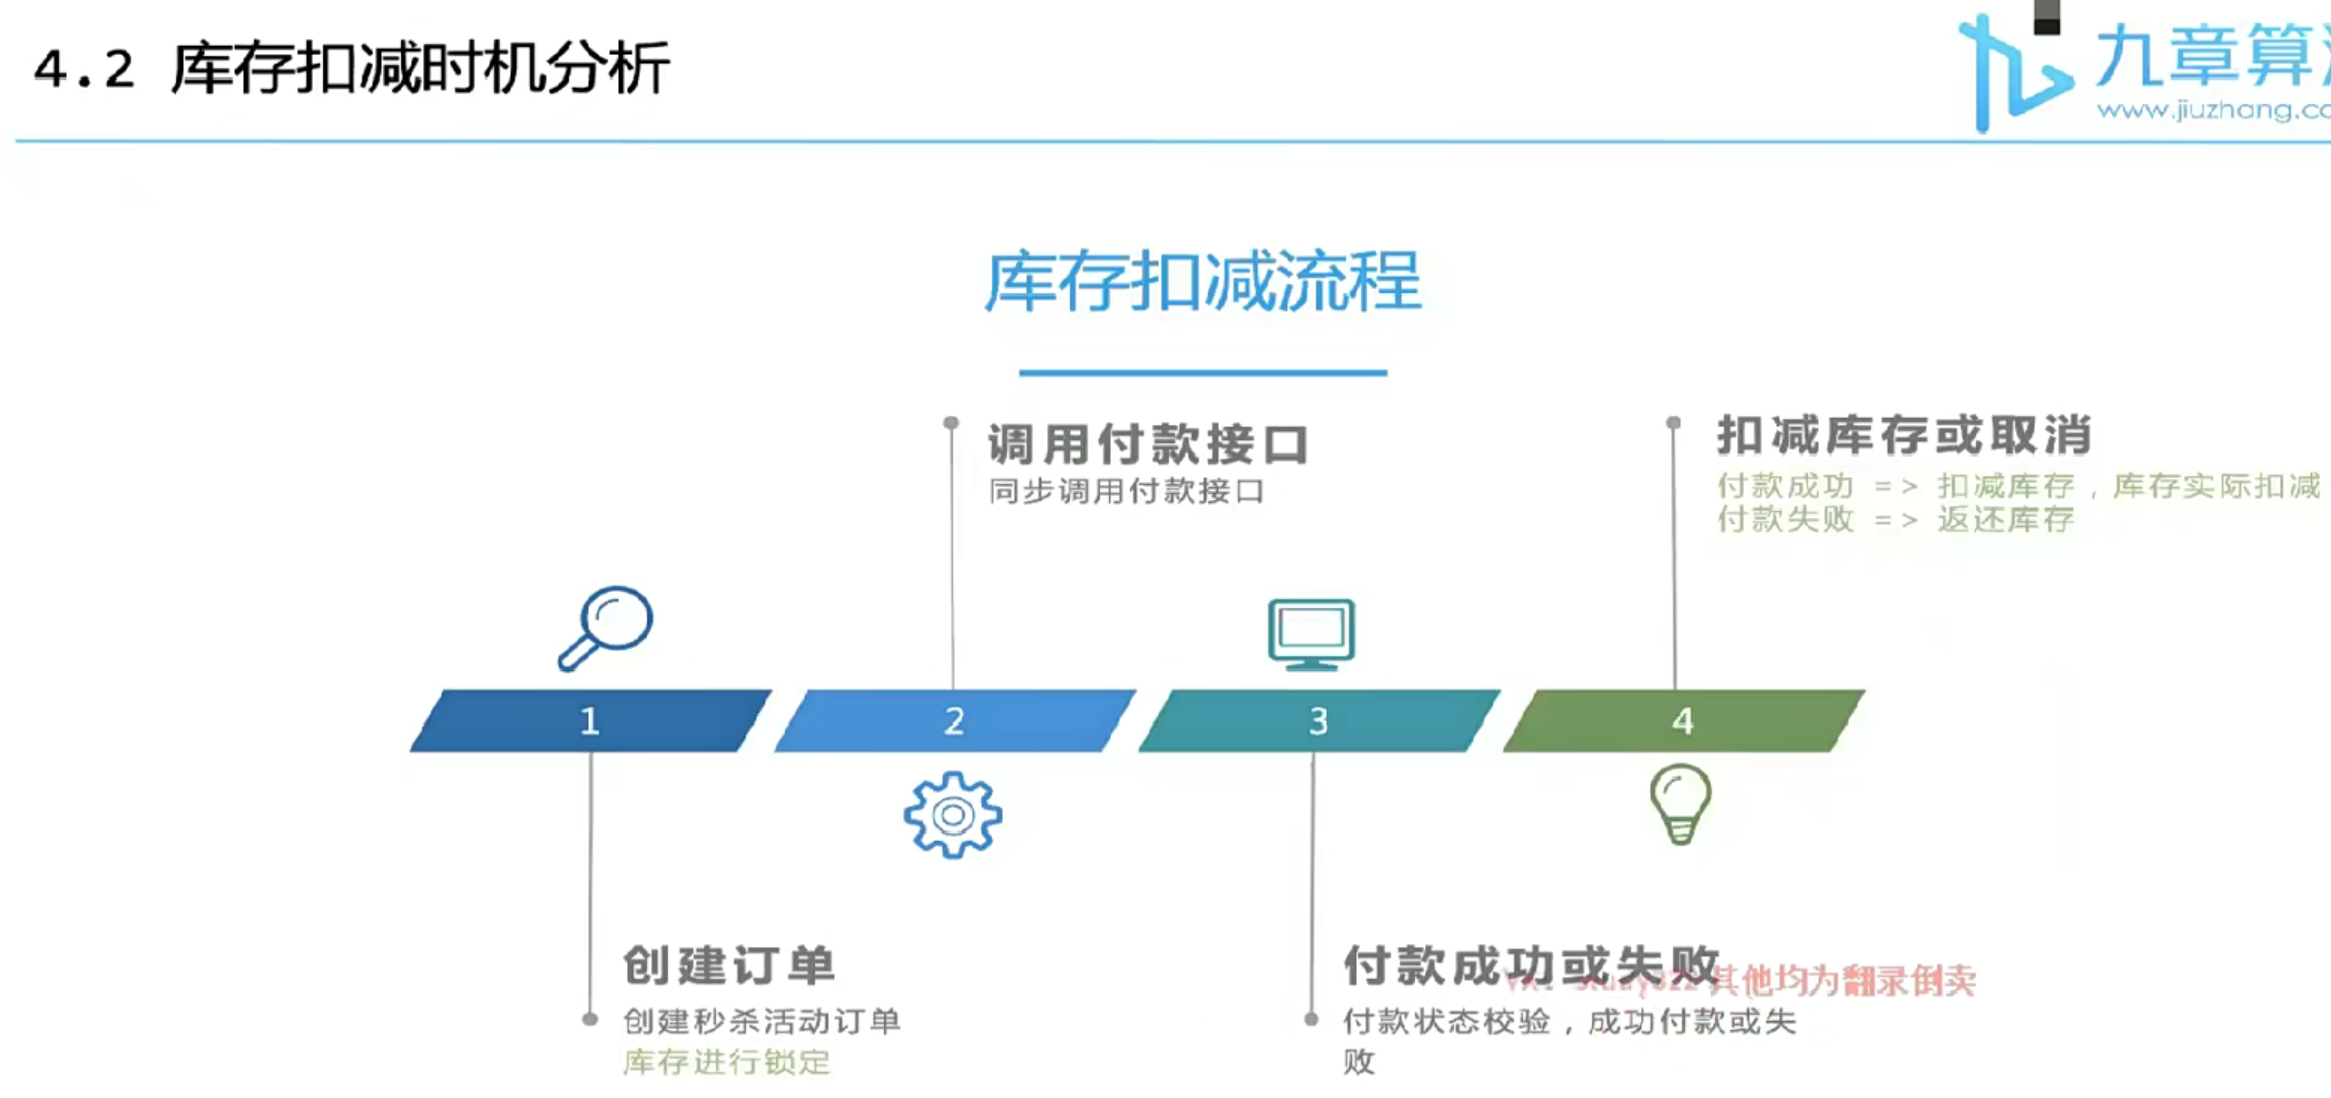 4.2 库存扣减时机分析
九章算
www.jiuzhang.co
库存扣减流程
调用付款接口
同步调用付款接口
扣减库存或取消
付款成功 => 扣减库存，库存实际扣减
付款失败 => 返还库存
1
2
3
4
创建订单
创建秒杀活动订单
库存进行锁定
付款成功或失败
其他均为翻录倒卖
付款状态校验，成功付款或失
败